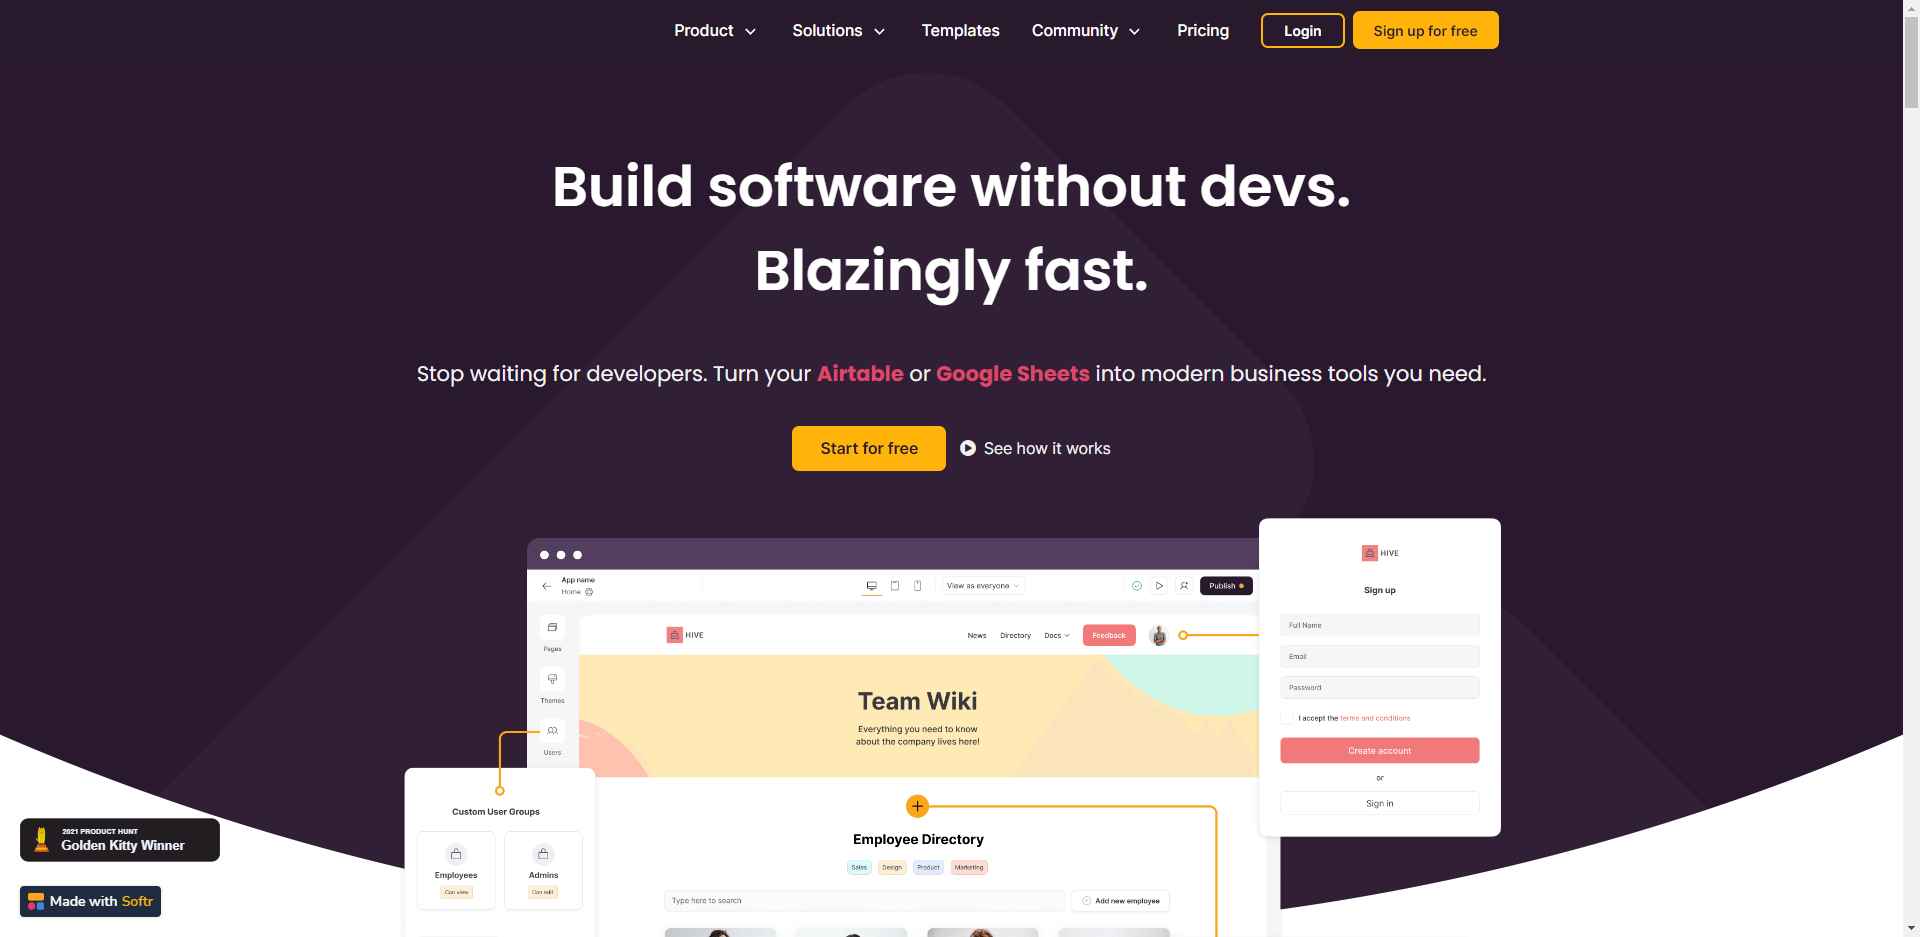 Product Solutions Templates Community Pricing Login Sign up for free
Build software without devs.
Blazingly fast.
Stop waiting for developers. Turn your Airtable or Google Sheets into modern business tools you need.
Start for free See how it works
App name
Home
View as everyone
Publish
Pages
Themes
Users
HIVE
News Directory Docs Feedback
Team Wiki
Everything you need to know
about the company lives here!
HIVE
Sign up
Full Name
Email
Password
I accept the terms and conditions
Create account
or
Sign in
Custom User Groups
Employees
Can view
Admins
Can edit
Employee Directory
Sales Design Product Marketing
Type here to search
Add new employee
2021 PRODUCT HUNT
Golden Kitty Winner
Made with Softr